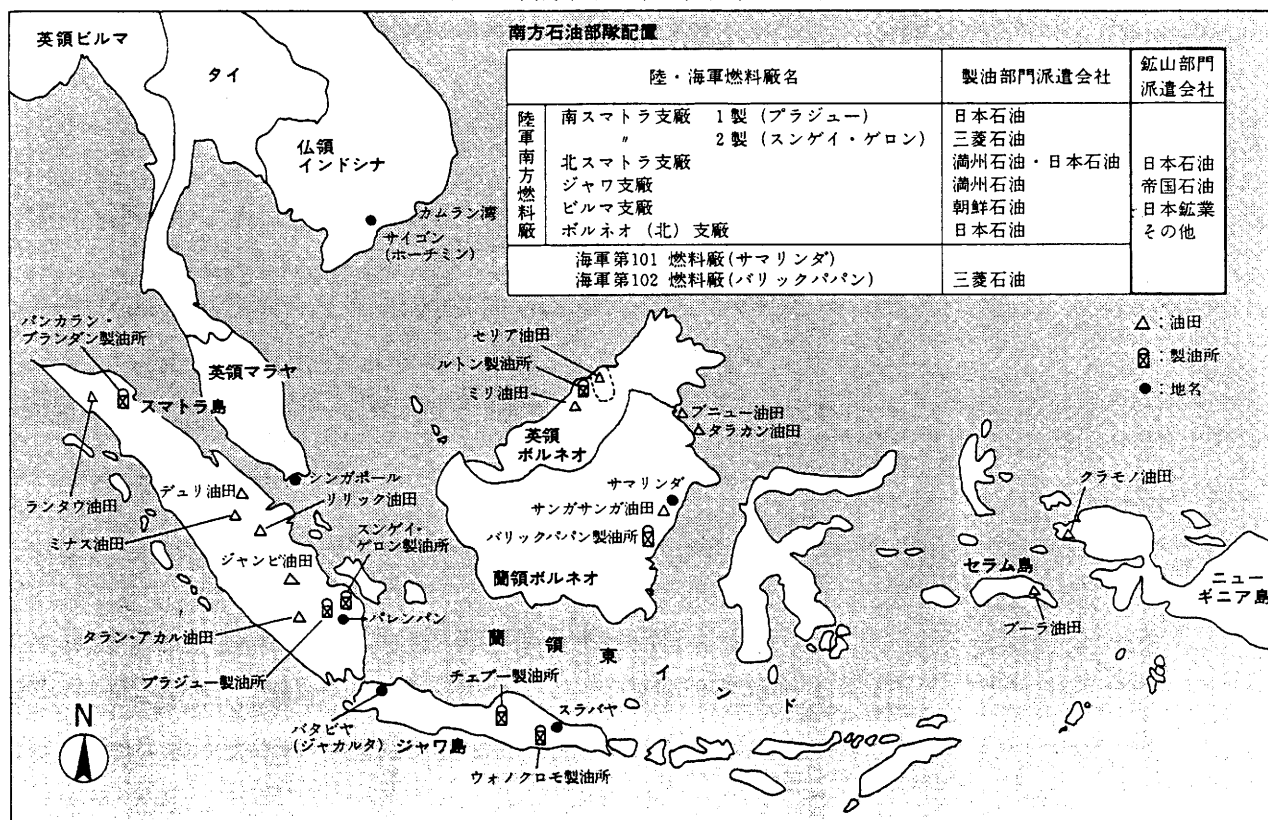 南方石油部隊配置
陸・海軍燃料廠名
製油部門派遣会社
鉱山部門
派遣会社
陸軍南方燃料廠
南スマトラ支廠 1製(プラジュー) 日本石油
〃 2製(スンゲイ・ゲロン) 三菱石油
北スマトラ支廠 満州石油・日本石油 日本石油
ジャワ支廠 満州石油 帝国石油
ビルマ支廠 朝鮮石油 日本鉱業
ボルネオ(北)支廠 日本石油 その他
海軍第101 燃料廠(サマリンダ)
海軍第102 燃料廠(バリックパパン) 三菱石油
△:油田
:製油所
●:地名
英領ビルマ
タイ
仏領
インドシナ
カムラン湾
サイゴン
(ホーチミン)
パンカラン・
ブランダン製油所
英領マラヤ
スマトラ島
シンガポール
ランタウ油田
デュリ油田
リリック油田
ミナス油田
スンゲイ・
ゲロン製油所
ジャンビ油田
タラン・アカル油田
パレンバン
プラジュー製油所
セリア油田
ルトン製油所
ミリ油田
ブニュー油田
タラカン油田
英領
ボルネオ
サマリンダ
サンガサンガ油田
バリックパパン製油所
蘭領ボルネオ
クラモノ油田
セラム島
ニュー
ギニア島
ブーラ油田
蘭領東インド
チェプー製油所
スラバヤ
バタビヤ
(ジャカルタ)
ジャワ島
ウォノクロモ製油所
N